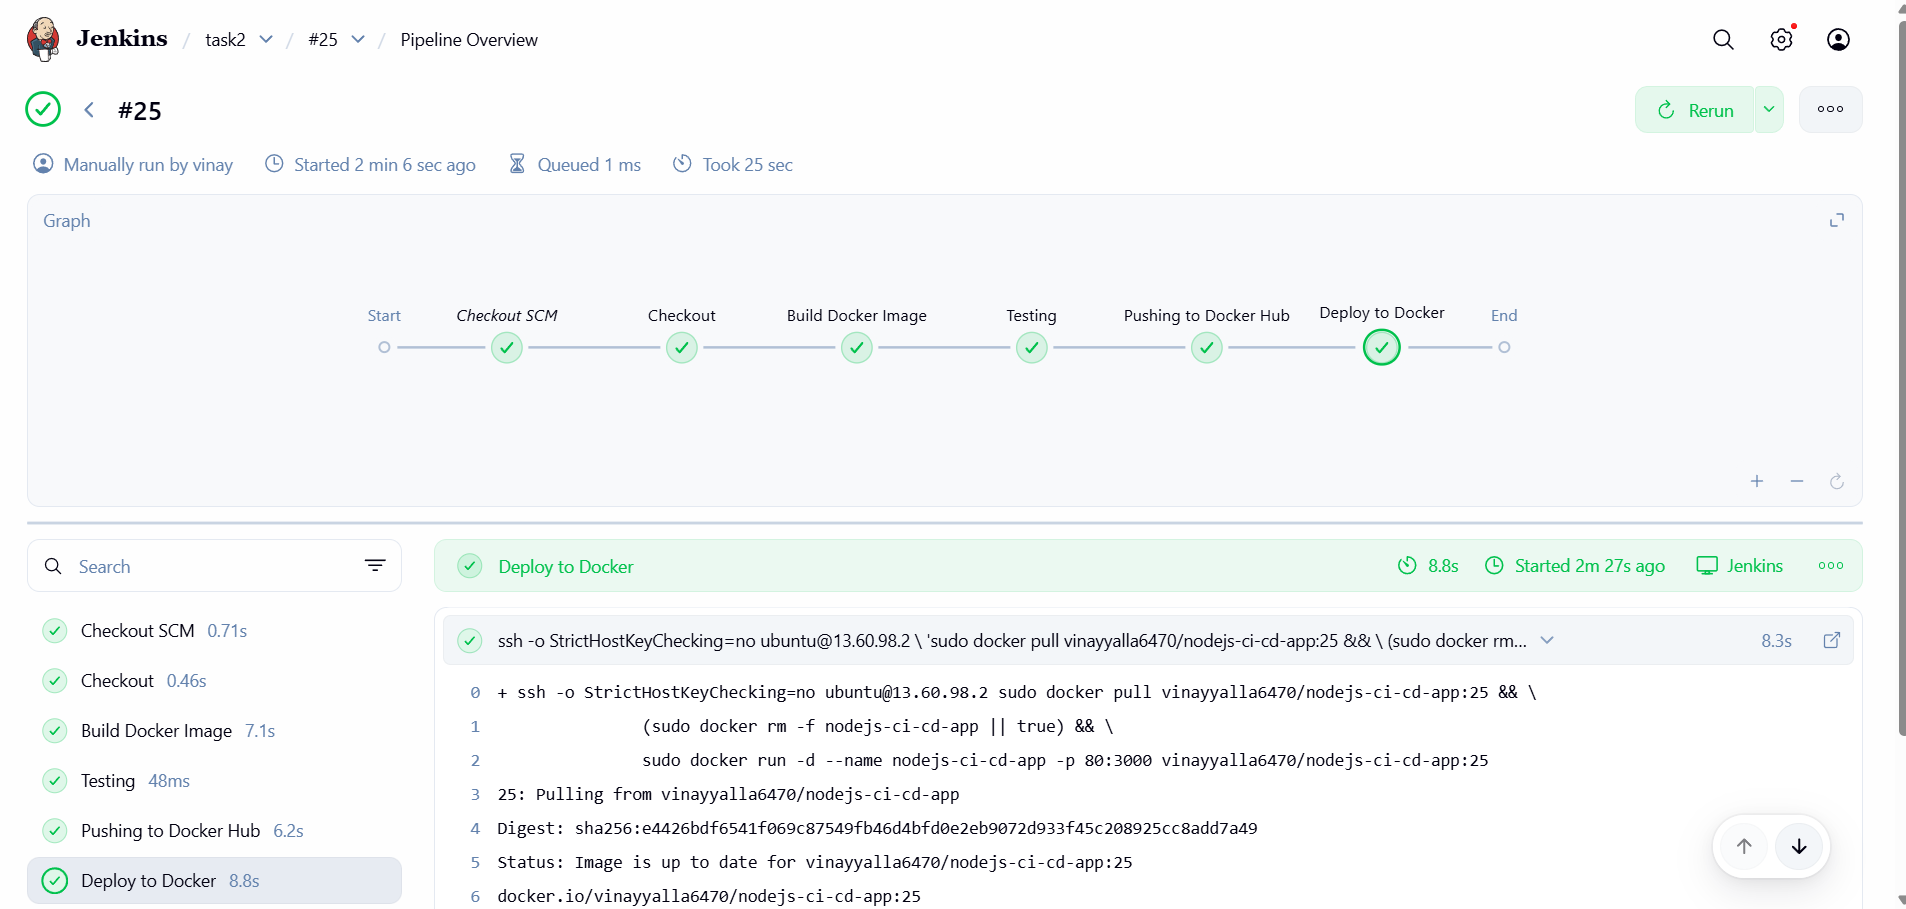 Jenkins / task2 / #25 / Pipeline Overview
#25
Rerun
Manually run by vinay Started 2 min 6 sec ago Queued 1 ms Took 25 sec
Graph
Start Checkout SCM Checkout Build Docker Image Testing Pushing to Docker Hub Deploy to Docker End
Search
Checkout SCM 0.71s
Checkout 0.46s
Build Docker Image 7.1s
Testing 48ms
Pushing to Docker Hub 6.2s
Deploy to Docker 8.8s
Deploy to Docker 8.8s Started 2m 27s ago Jenkins
ssh -o StrictHostKeyChecking=no ubuntu@13.60.98.2 \ 'sudo docker pull vinayyalla6470/nodejs-ci-cd-app:25 && \ (sudo docker rm... 8.3s
0 + ssh -o StrictHostKeyChecking=no ubuntu@13.60.98.2 sudo docker pull vinayyalla6470/nodejs-ci-cd-app:25 && \
1 (sudo docker rm -f nodejs-ci-cd-app || true) && \
2 sudo docker run -d --name nodejs-ci-cd-app -p 80:3000 vinayyalla6470/nodejs-ci-cd-app:25
3 25: Pulling from vinayyalla6470/nodejs-ci-cd-app
4 Digest: sha256:e4426bdf6541f069c87549fb46d4bfd0e2eb9072d933f45c208925cc8add7a49
5 Status: Image is up to date for vinayyalla6470/nodejs-ci-cd-app:25
6 docker.io/vinayyalla6470/nodejs-ci-cd-app:25